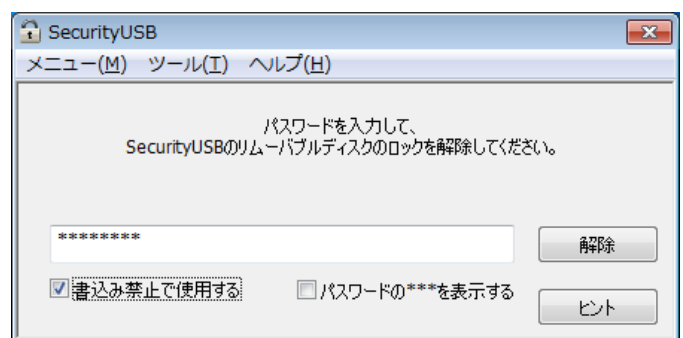 SecurityUSB
メニュー(M) ツール(T) ヘルプ(H)
パスワードを入力して、
SecurityUSBのリムーバブルディスクのロックを解除してください。
********
解除
書込み禁止で使用する
パスワードの***を表示する
ヒント